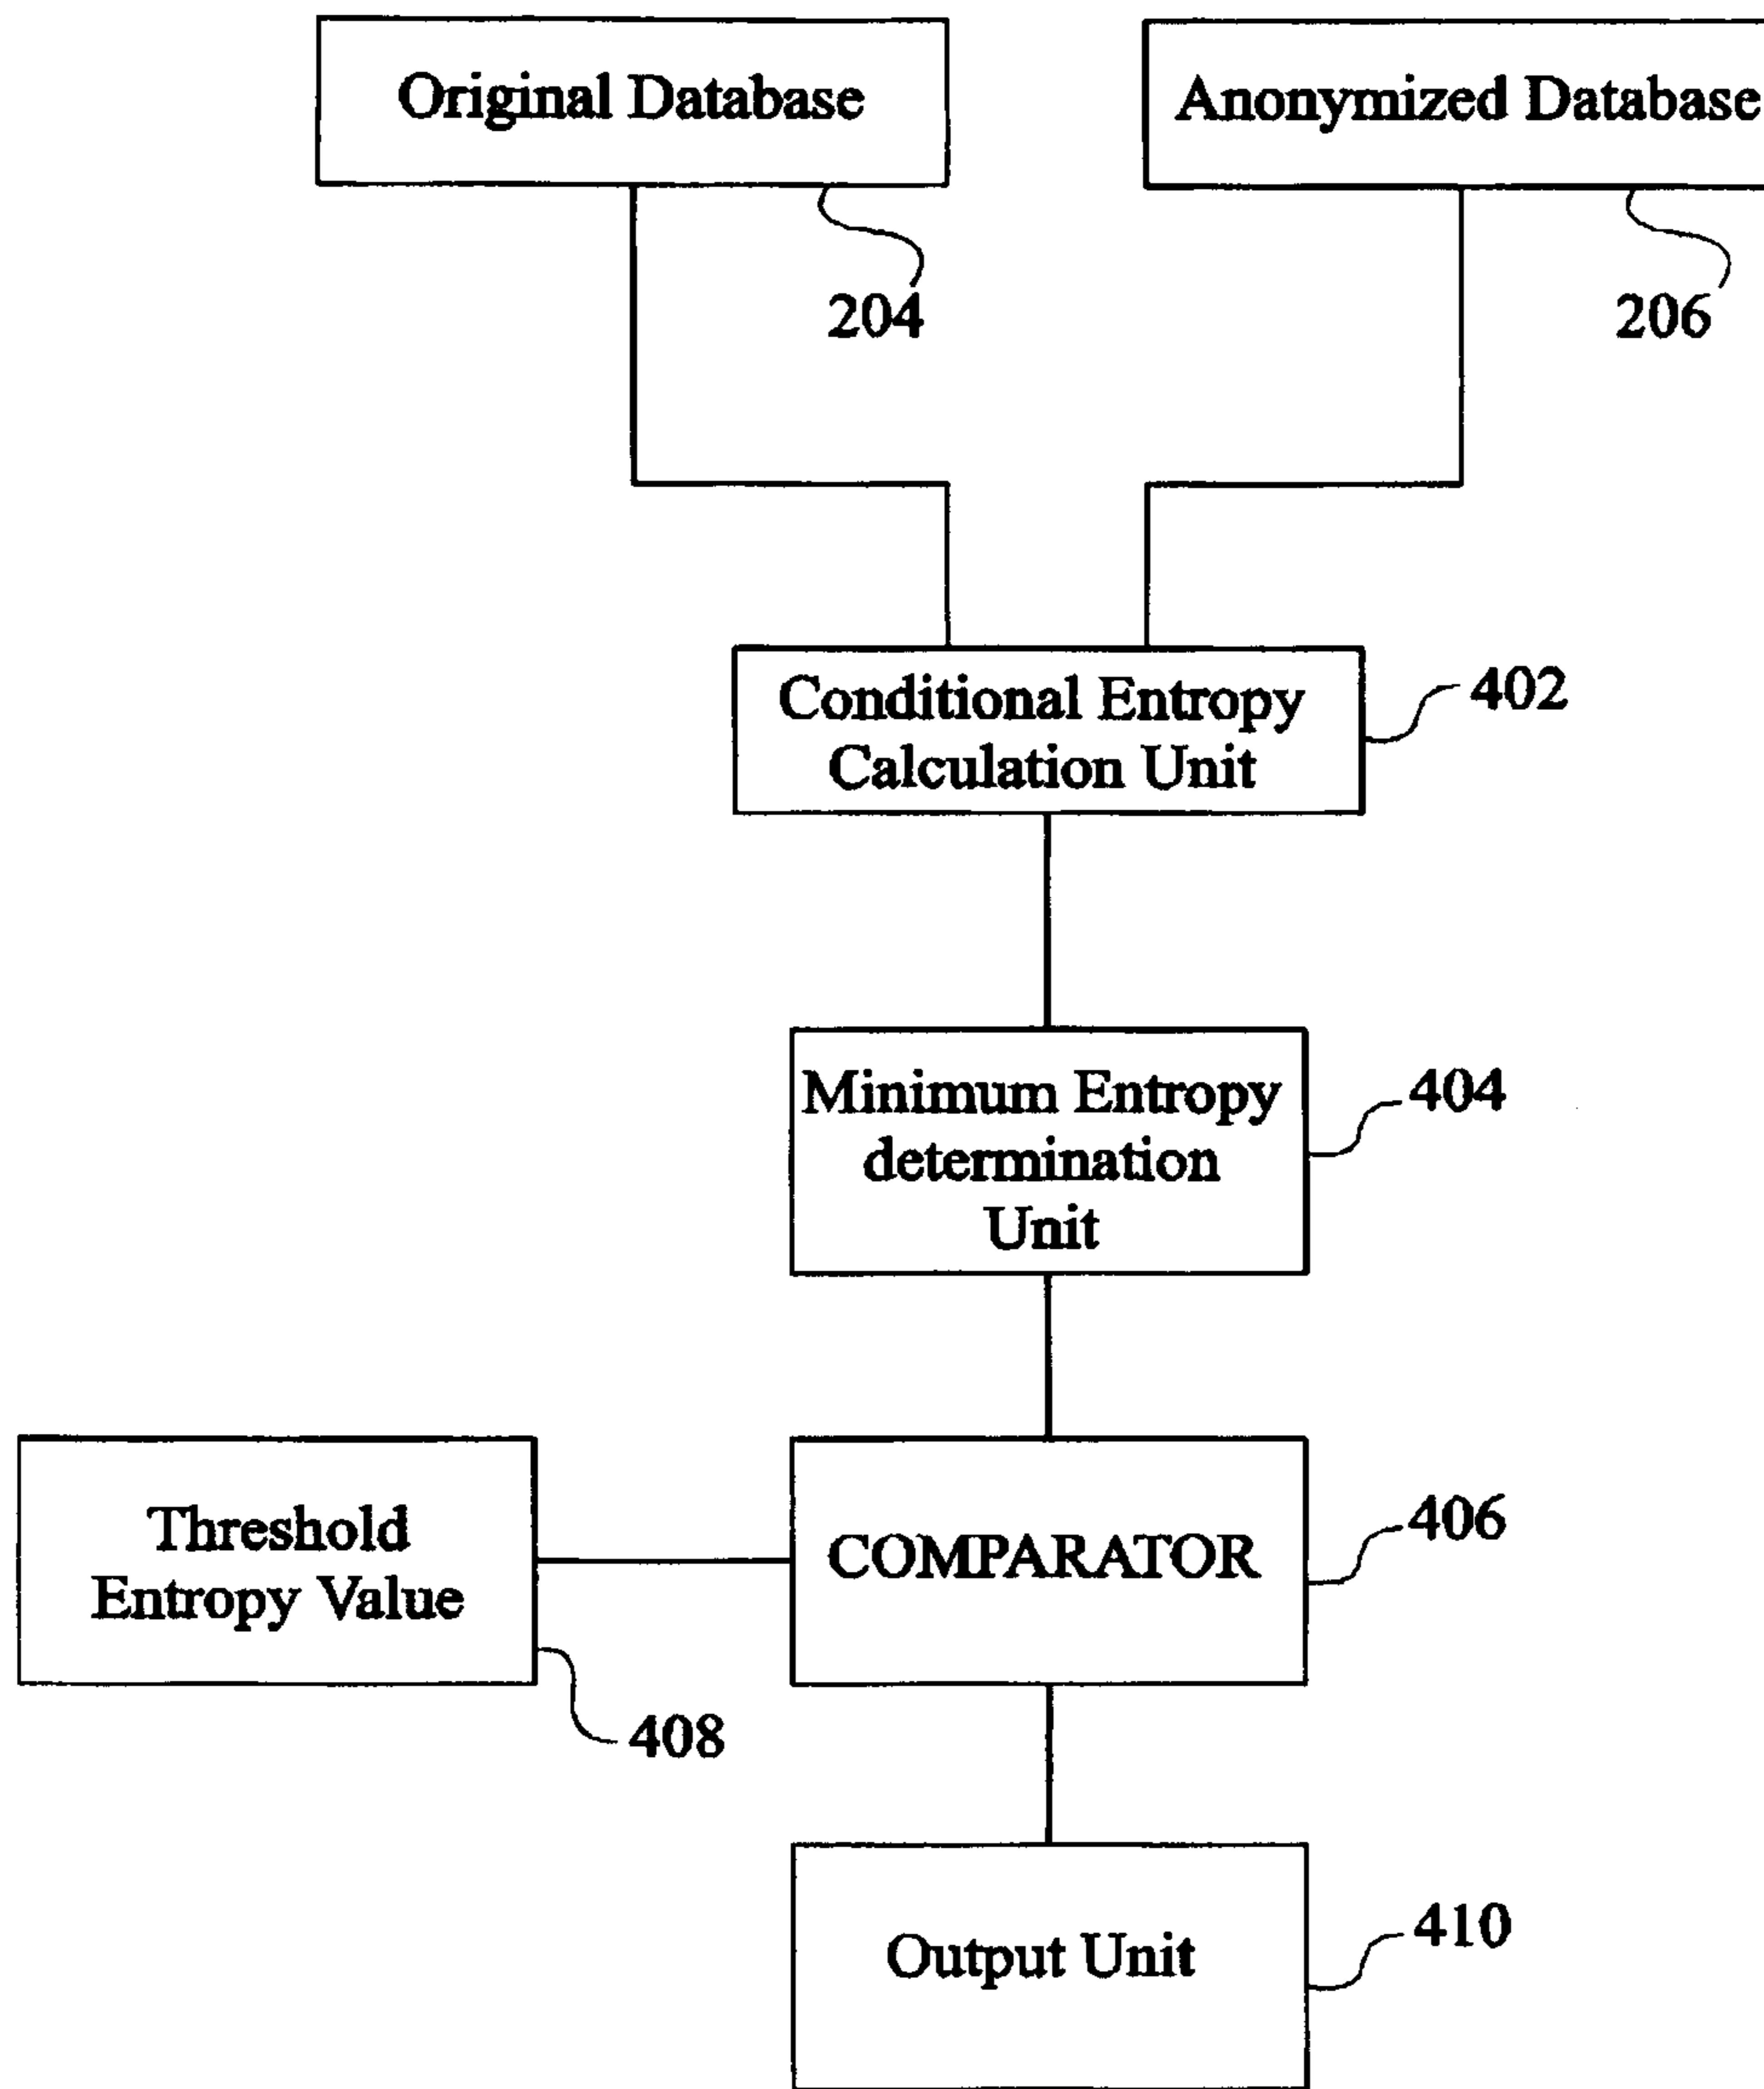 Original Database
Anonymized Database
204
206
Conditional Entropy
Calculation Unit
402
Minimum Entropy
determination
Unit
404
Threshold
Entropy Value
COMPARATOR
406
408
Output Unit
410